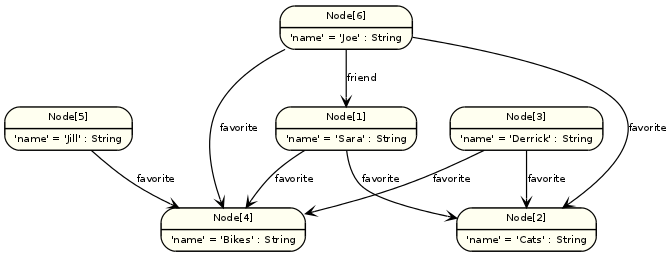 Node[6]
'name' = 'Joe' : String
friend
Node[5]
'name' = 'Jill' : String
favorite
Node[1]
'name' = 'Sara' : String
Node[3]
'name' = 'Derrick' : String
favorite
favorite
favorite
favorite
favorite
favorite
favorite
Node[4]
'name' = 'Bikes' : String
Node[2]
'name' = 'Cats' : String